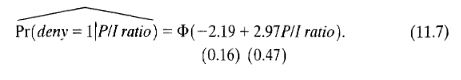 Pr(deny = 1|P/I ratio) = Φ(−2.19 + 2.97P/I ratio). (11.7)
(0.16) (0.47)